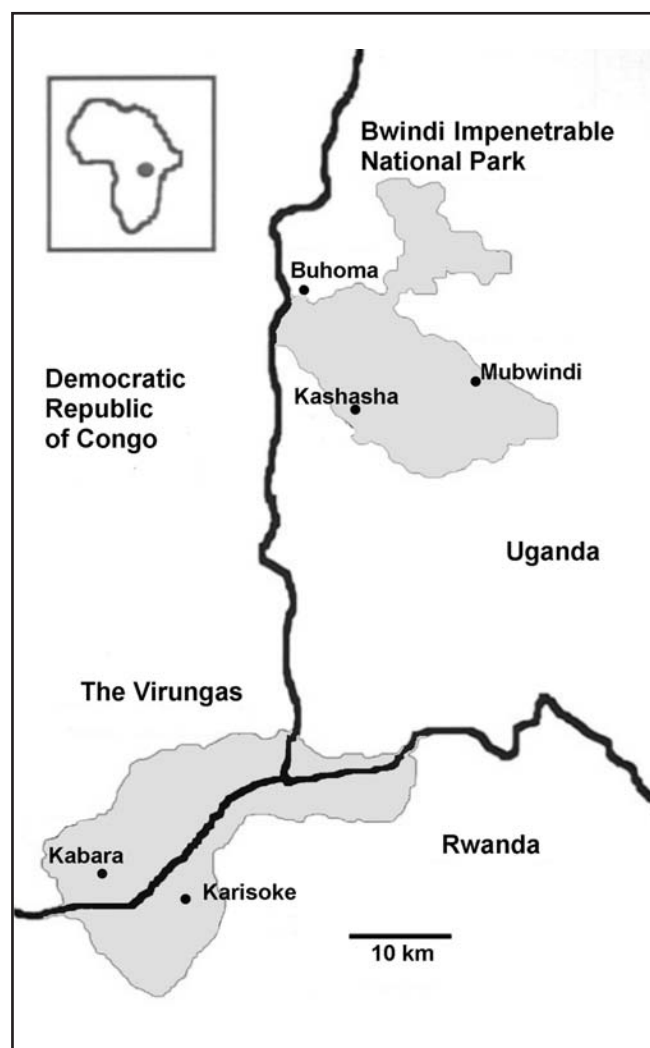 Bwindi Impenetrable
National Park
Buhoma
Democratic
Republic
of Congo
Mubwindi
Kashasha
Uganda
The Virungas
Kabara
Rwanda
Karisoke
10 km